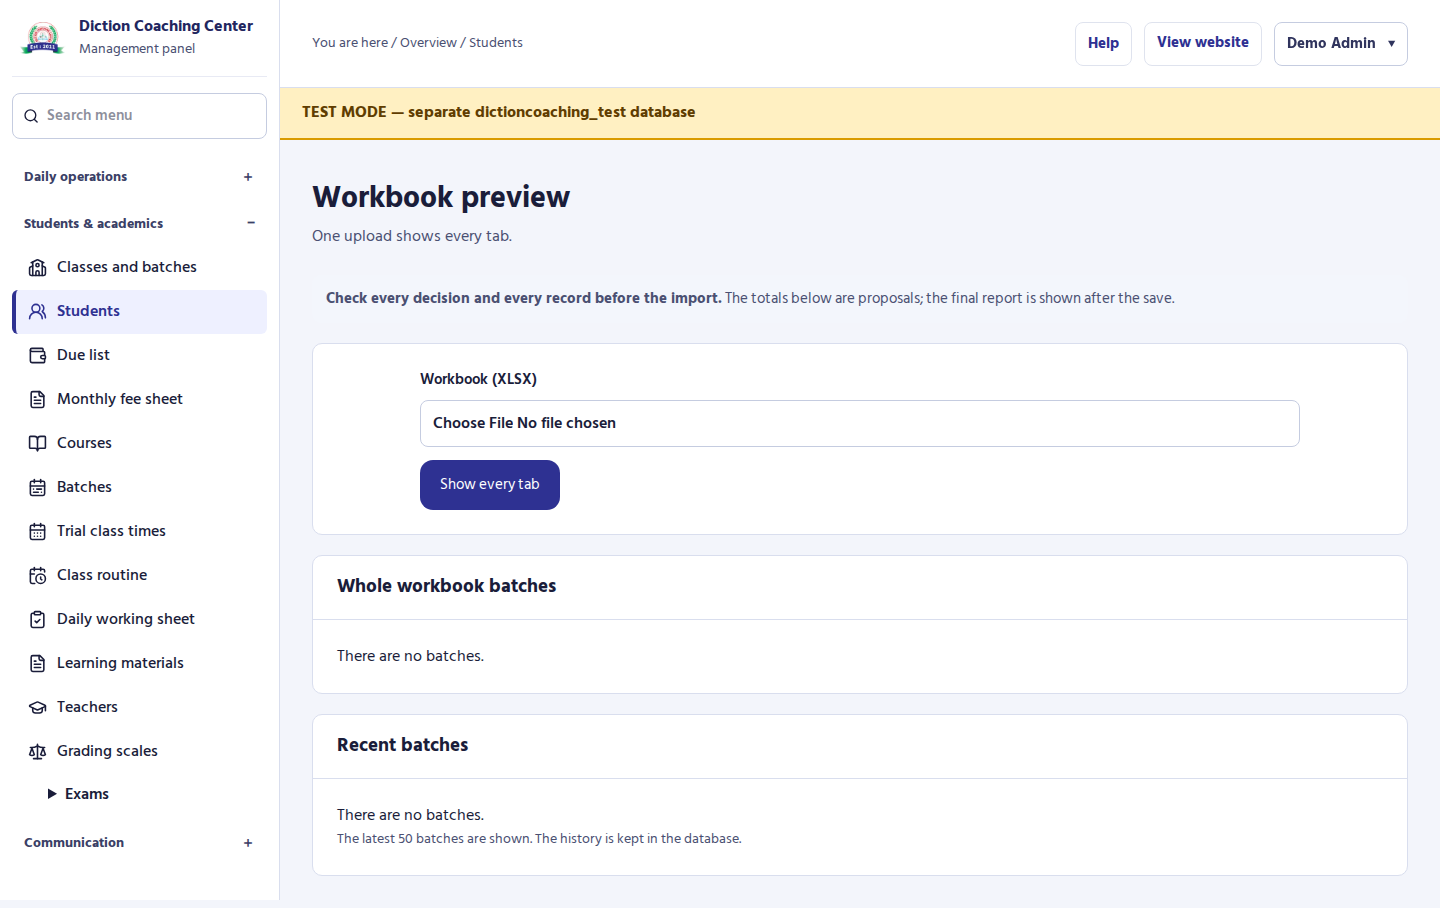 Diction Coaching Center
Management panel
Est : 2011
Search menu
Daily operations +
Students & academics −
Classes and batches
Students
Due list
Monthly fee sheet
Courses
Batches
Trial class times
Class routine
Daily working sheet
Learning materials
Teachers
Grading scales
Exams
Communication +
You are here / Overview / Students
Help
View website
Demo Admin
TEST MODE — separate dictioncoaching_test database
Workbook preview
One upload shows every tab.
Check every decision and every record before the import. The totals below are proposals; the final report is shown after the save.
Workbook (XLSX)
Choose File No file chosen
Show every tab
Whole workbook batches
There are no batches.
Recent batches
There are no batches.
The latest 50 batches are shown. The history is kept in the database.